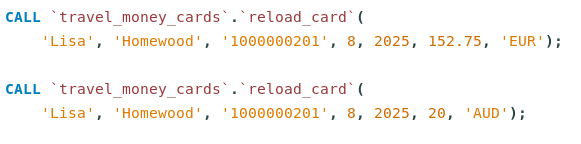 CALL `travel_money_cards`.`reload_card`(
    'Lisa', 'Homewood', '1000000201', 8, 2025, 152.75, 'EUR');

CALL `travel_money_cards`.`reload_card`(
    'Lisa', 'Homewood', '1000000201', 8, 2025, 20, 'AUD');